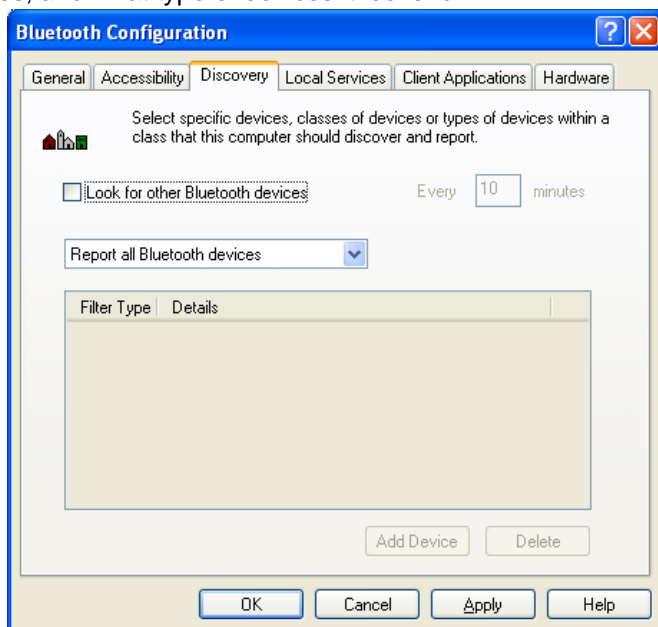 Bluetooth Configuration
General Accessibility Discovery Local Services Client Applications Hardware
Select specific devices, classes of devices or types of devices within a
class that this computer should discover and report.
Look for other Bluetooth devices Every 10 minutes
Report all Bluetooth devices
Filter Type Details
Add Device Delete
OK Cancel Apply Help